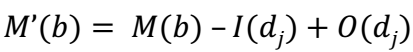 M'(b) = M(b) – I(d_j) + O(d_j)